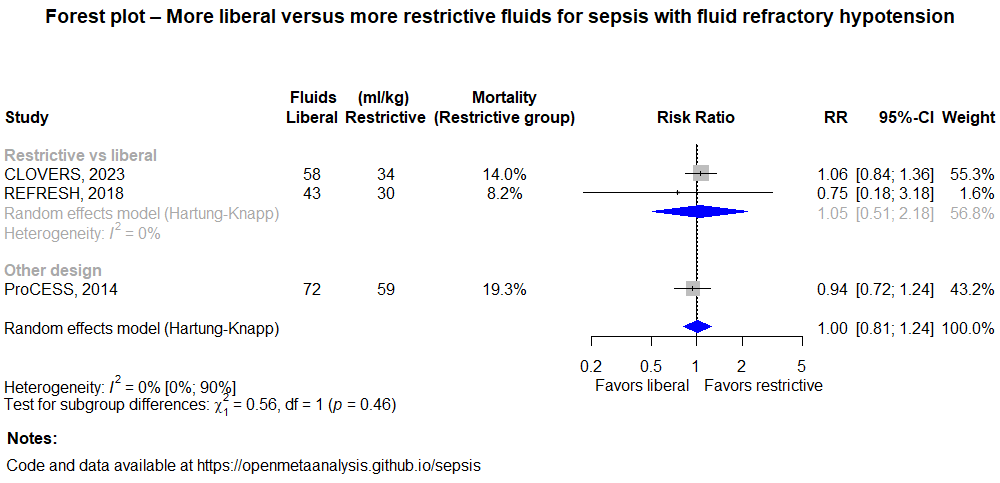 Forest plot – More liberal versus more restrictive fluids for sepsis with fluid refractory hypotension
Fluids (ml/kg) Mortality
Study Liberal Restrictive (Restrictive group) Risk Ratio RR 95%-CI Weight
Restrictive vs liberal
CLOVERS, 2023 58 34 14.0% 1.06 [0.84; 1.36] 55.3%
REFRESH, 2018 43 30 8.2% 0.75 [0.18; 3.18] 1.6%
Random effects model (Hartung-Knapp) 1.05 [0.51; 2.18] 56.8%
Heterogeneity: I² = 0%
Other design
ProCESS, 2014 72 59 19.3% 0.94 [0.72; 1.24] 43.2%
Random effects model (Hartung-Knapp) 1.00 [0.81; 1.24] 100.0%
0.2 0.5 1 2 5
Favors liberal Favors restrictive
Heterogeneity: I² = 0% [0%; 90%]
Test for subgroup differences: χ²₁ = 0.56, df = 1 (p = 0.46)
Notes:
Code and data available at https://openmetaanalysis.github.io/sepsis